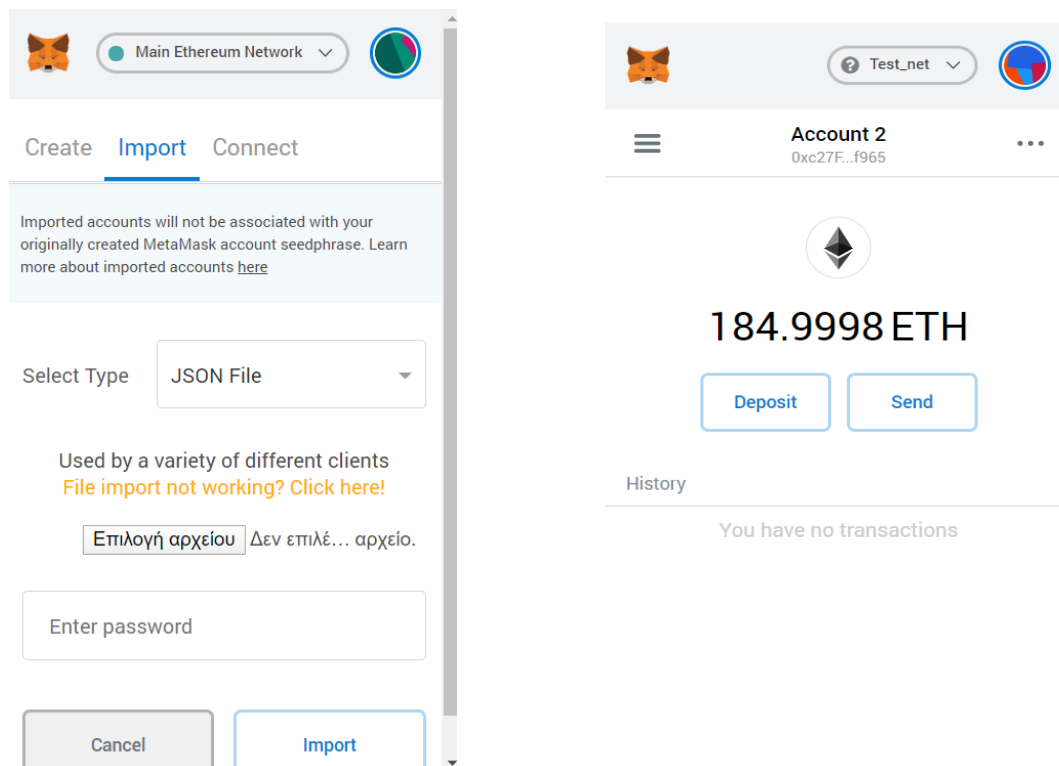 Main Ethereum Network
Create Import Connect
Imported accounts will not be associated with your
originally created MetaMask account seedphrase. Learn
more about imported accounts here
Select Type JSON File
Used by a variety of different clients
File import not working? Click here!
Επιλογή αρχείου Δεν επιλέ… αρχείο.
Enter password
Cancel Import
? Test_net
Account 2
0xc27F...f965
184.9998 ETH
Deposit Send
History
You have no transactions